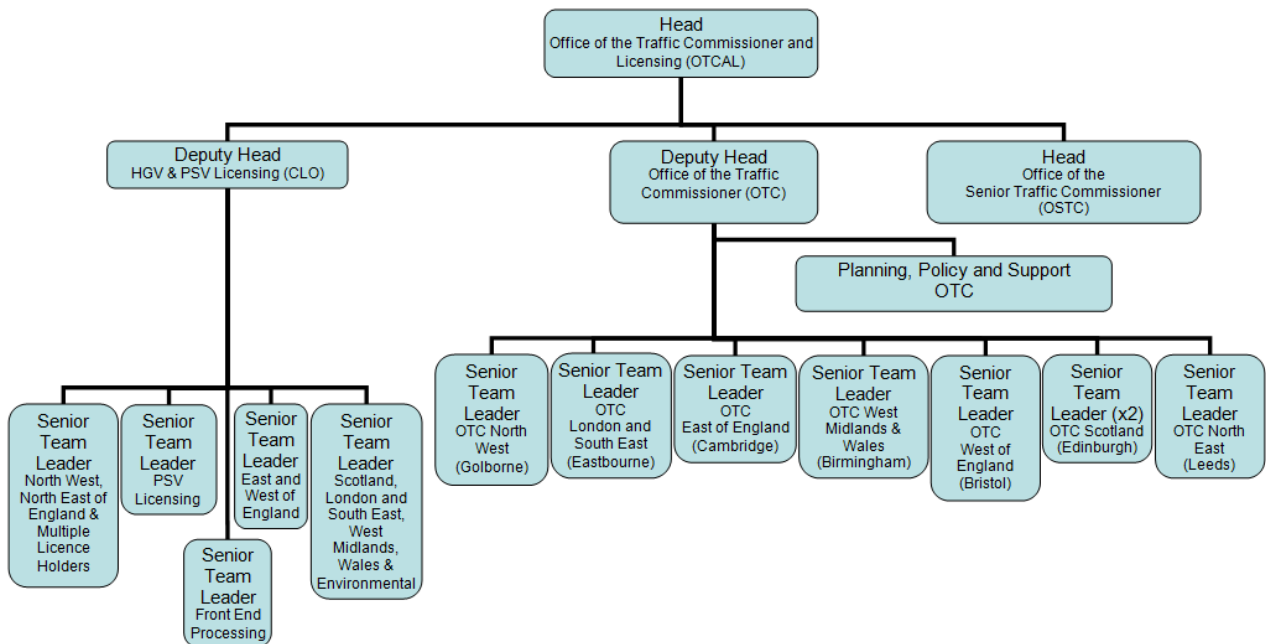 Head
Office of the Traffic Commissioner and
Licensing (OTCAL)
Deputy Head
HGV & PSV Licensing (CLO)
Deputy Head
Office of the Traffic
Commissioner (OTC)
Head
Office of the
Senior Traffic Commissioner
(OSTC)
Planning, Policy and Support
OTC
Senior
Team
Leader
North West,
North East of
England &
Multiple
Licence
Holders
Senior
Team
Leader
PSV
Licensing
Senior
Team
Leader
Front End
Processing
Senior
Team
Leader
East and
West of
England
Senior
Team
Leader
Scotland,
London and
South East,
West
Midlands,
Wales &
Environmental
Senior
Team
Leader
OTC North
West
(Golborne)
Senior Team
Leader
OTC
London and
South East
(Eastbourne)
Senior Team
Leader
OTC
East of England
(Cambridge)
Senior Team
Leader
OTC West
Midlands &
Wales
(Birmingham)
Senior
Team
Leader
OTC
West of
England
(Bristol)
Senior
Team
Leader (x2)
OTC Scotland
(Edinburgh)
Senior
Team
Leader
OTC North
East
(Leeds)